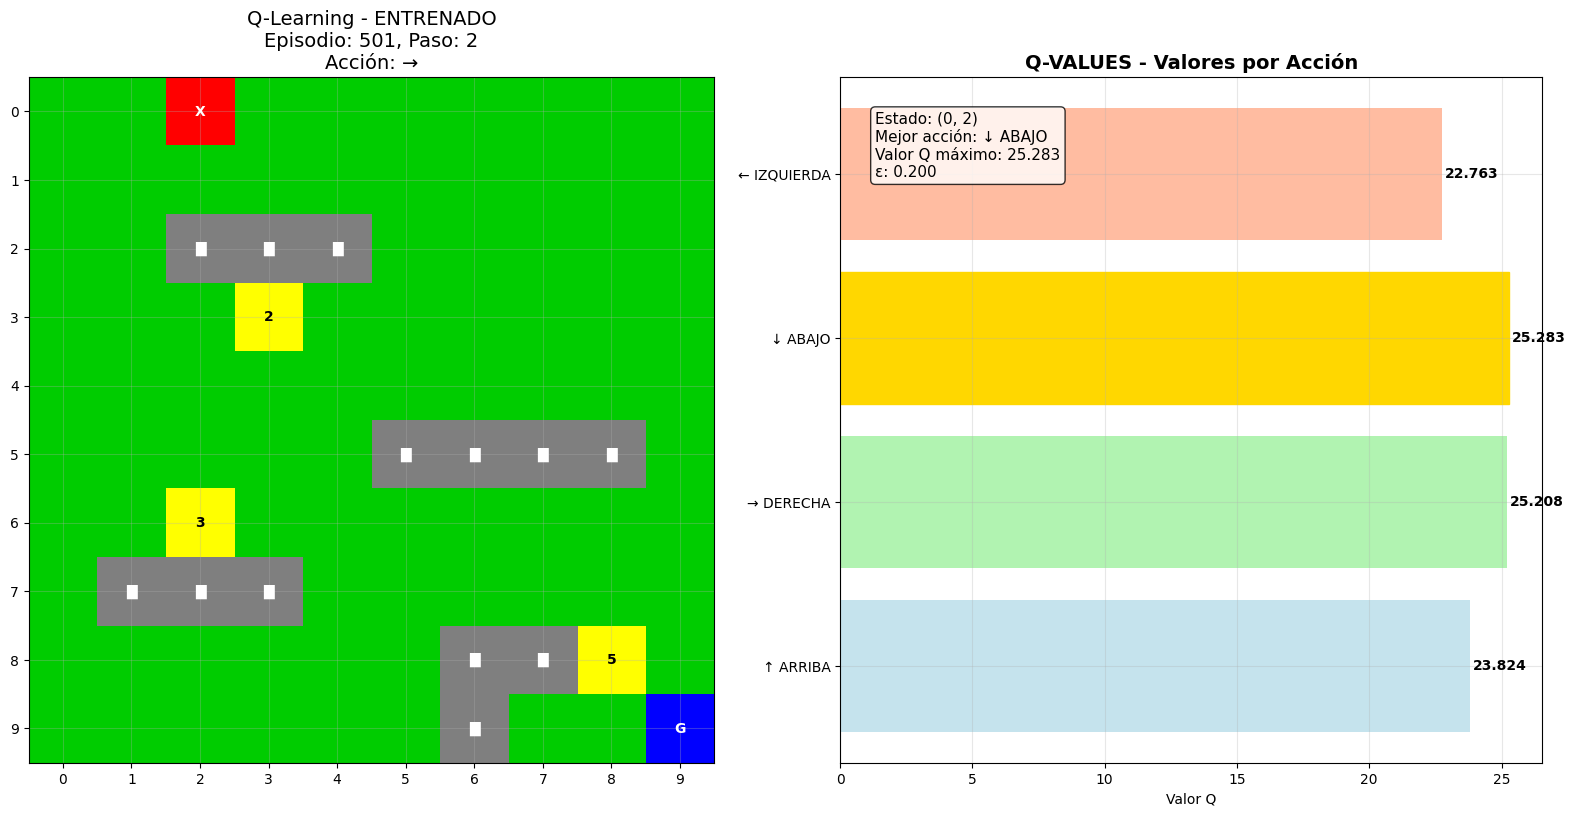 Q-Learning - ENTRENADO
Episodio: 501, Paso: 2
Acción: →
0
1
2
3
4
5
6
7
8
9
X
2
3
5
G
0 1 2 3 4 5 6 7 8 9
Q-VALUES - Valores por Acción
Estado: (0, 2)
Mejor acción: ↓ ABAJO
Valor Q máximo: 25.283
ε: 0.200
← IZQUIERDA
22.763
↓ ABAJO
25.283
→ DERECHA
25.208
↑ ARRIBA
23.824
0 5 10 15 20 25
Valor Q